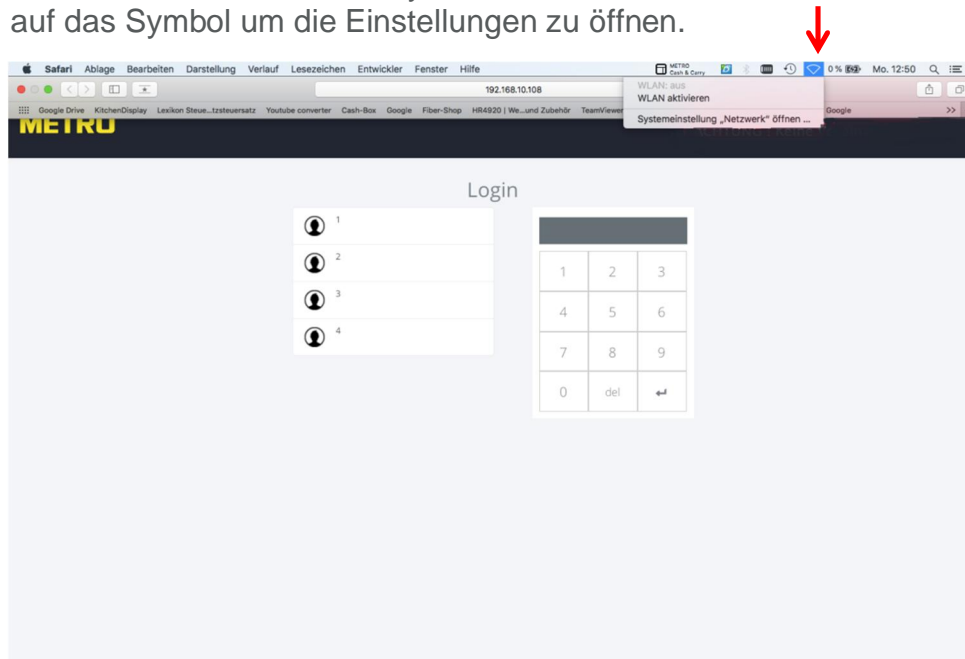 auf das Symbol um die Einstellungen zu öffnen.
Safari Ablage Bearbeiten Darstellung Verlauf Lesezeichen Entwickler Fenster Hilfe METRO Cash & Carry 0 % Mo. 12:50
192.168.10.108
WLAN: aus
WLAN aktivieren
Systemeinstellung „Netzwerk“ öffnen ...
Google Drive KitchenDisplay Lexikon Steue...tzsteuersatz Youtube converter Cash-Box Google Fiber-Shop HR4920 | We...und Zubehör TeamViewer Google >>
METRO
Login
1
2
3
4
1 2 3
4 5 6
7 8 9
0 del